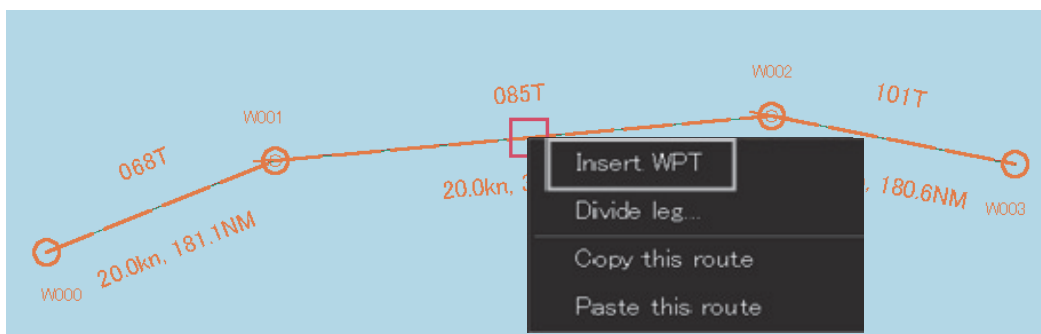 W000
068T
20.0kn, 181.1NM
W001
085T
20.0kn,
W002
101T
180.6NM
W003
Insert WPT
Divide leg...
Copy this route
Paste this route